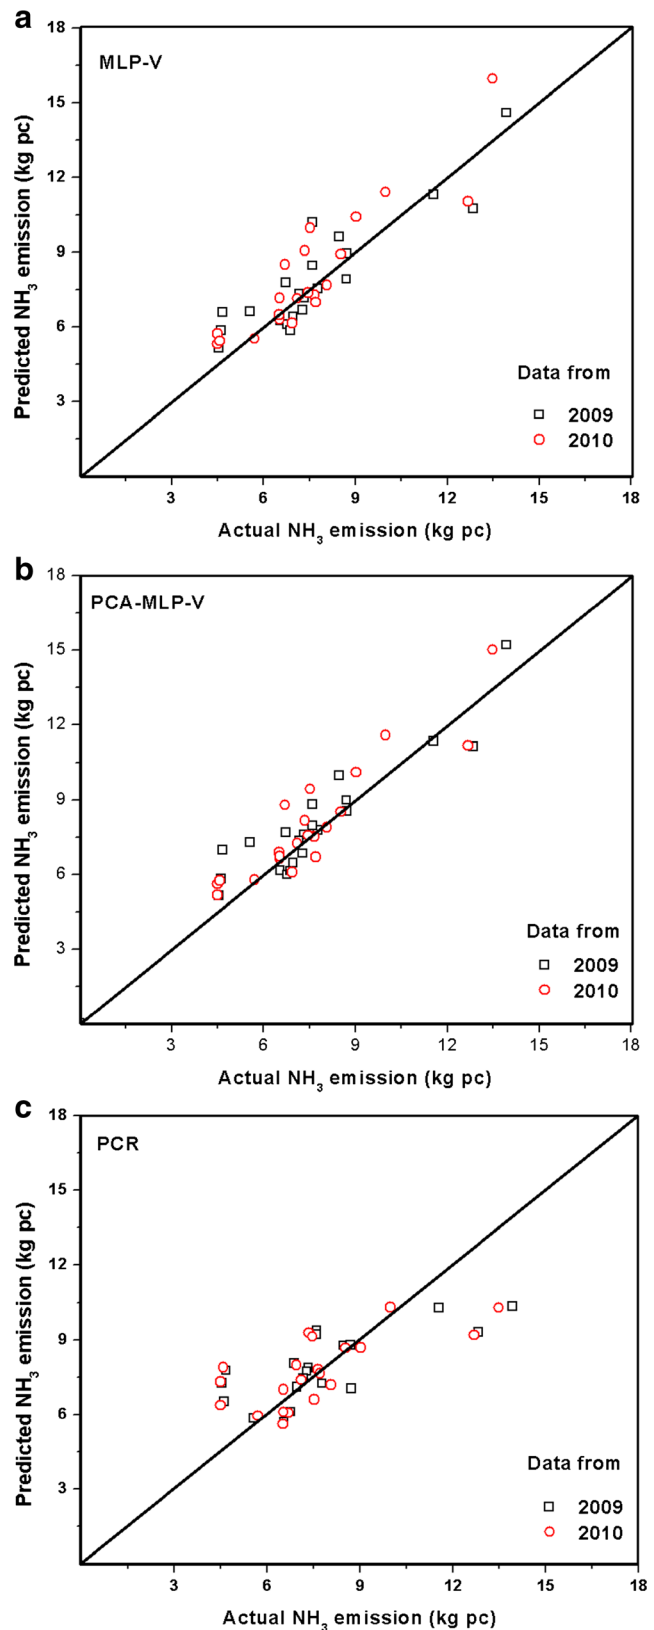 a
MLP-V
18
15
12
9
6
3
Predicted NH3 emission (kg pc)
Data from
2009
2010
3 6 9 12 15 18
Actual NH3 emission (kg pc)
b
PCA-MLP-V
18
15
12
9
6
3
Predicted NH3 emission (kg pc)
Data from
2009
2010
3 6 9 12 15 18
Actual NH3 emission (kg pc)
c
PCR
18
15
12
9
6
3
Predicted NH3 emission (kg pc)
Data from
2009
2010
3 6 9 12 15 18
Actual NH3 emission (kg pc)